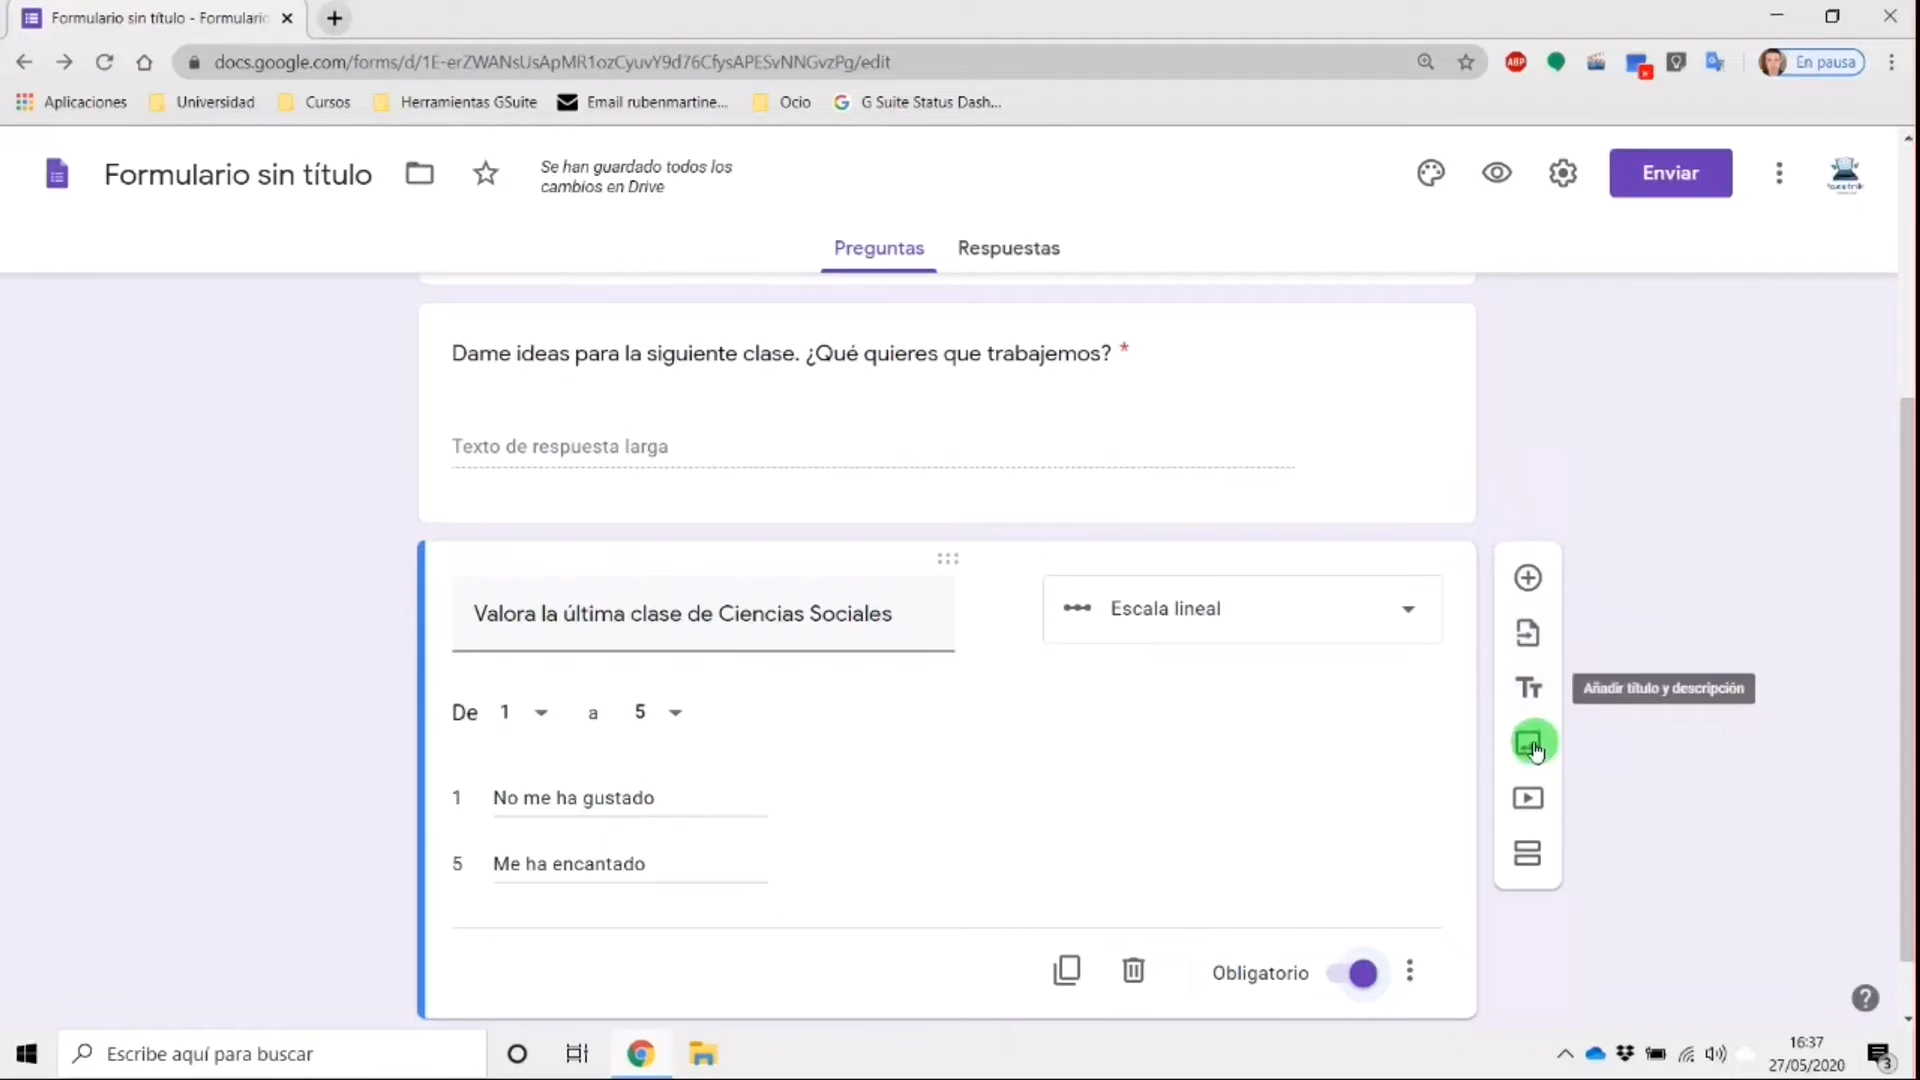 Formulario sin título - Formulario
docs.google.com/forms/d/1E-erZWANsUsApMR1ozCyuvY9d76CfysAPESvNNGvzPg/edit
ABP
En pausa
Aplicaciones
Universidad
Cursos
Herramientas GSuite
Email rubenmartine...
Ocio
G Suite Status Dash...
Formulario sin título
Se han guardado todos los
cambios en Drive
Enviar
Preguntas
Respuestas
Dame ideas para la siguiente clase. ¿Qué quieres que trabajemos? *
Texto de respuesta larga
Valora la última clase de Ciencias Sociales
Escala lineal
Añadir título y descripción
De 1 a 5
1 No me ha gustado
5 Me ha encantado
Obligatorio
Escribe aquí para buscar
16:37
27/05/2020
3